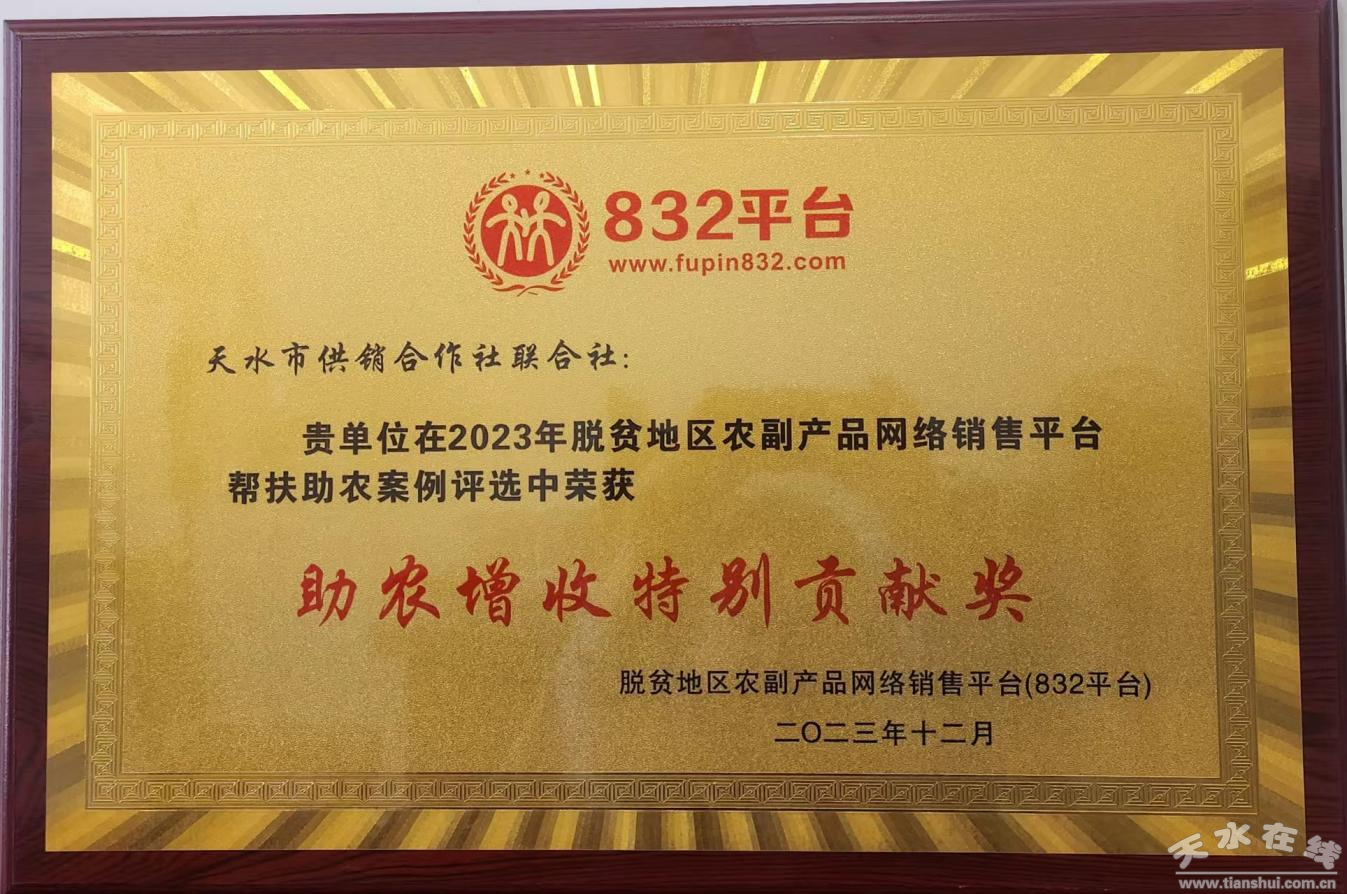 832平台
www.fupin832.com
天水市供销合作社联合社：
贵单位在2023年脱贫地区农副产品网络销售平台
帮扶助农案例评选中荣获
助农增收特别贡献奖
脱贫地区农副产品网络销售平台(832平台)
二〇二三年十二月
天水在线
www.tianshui.com.cn